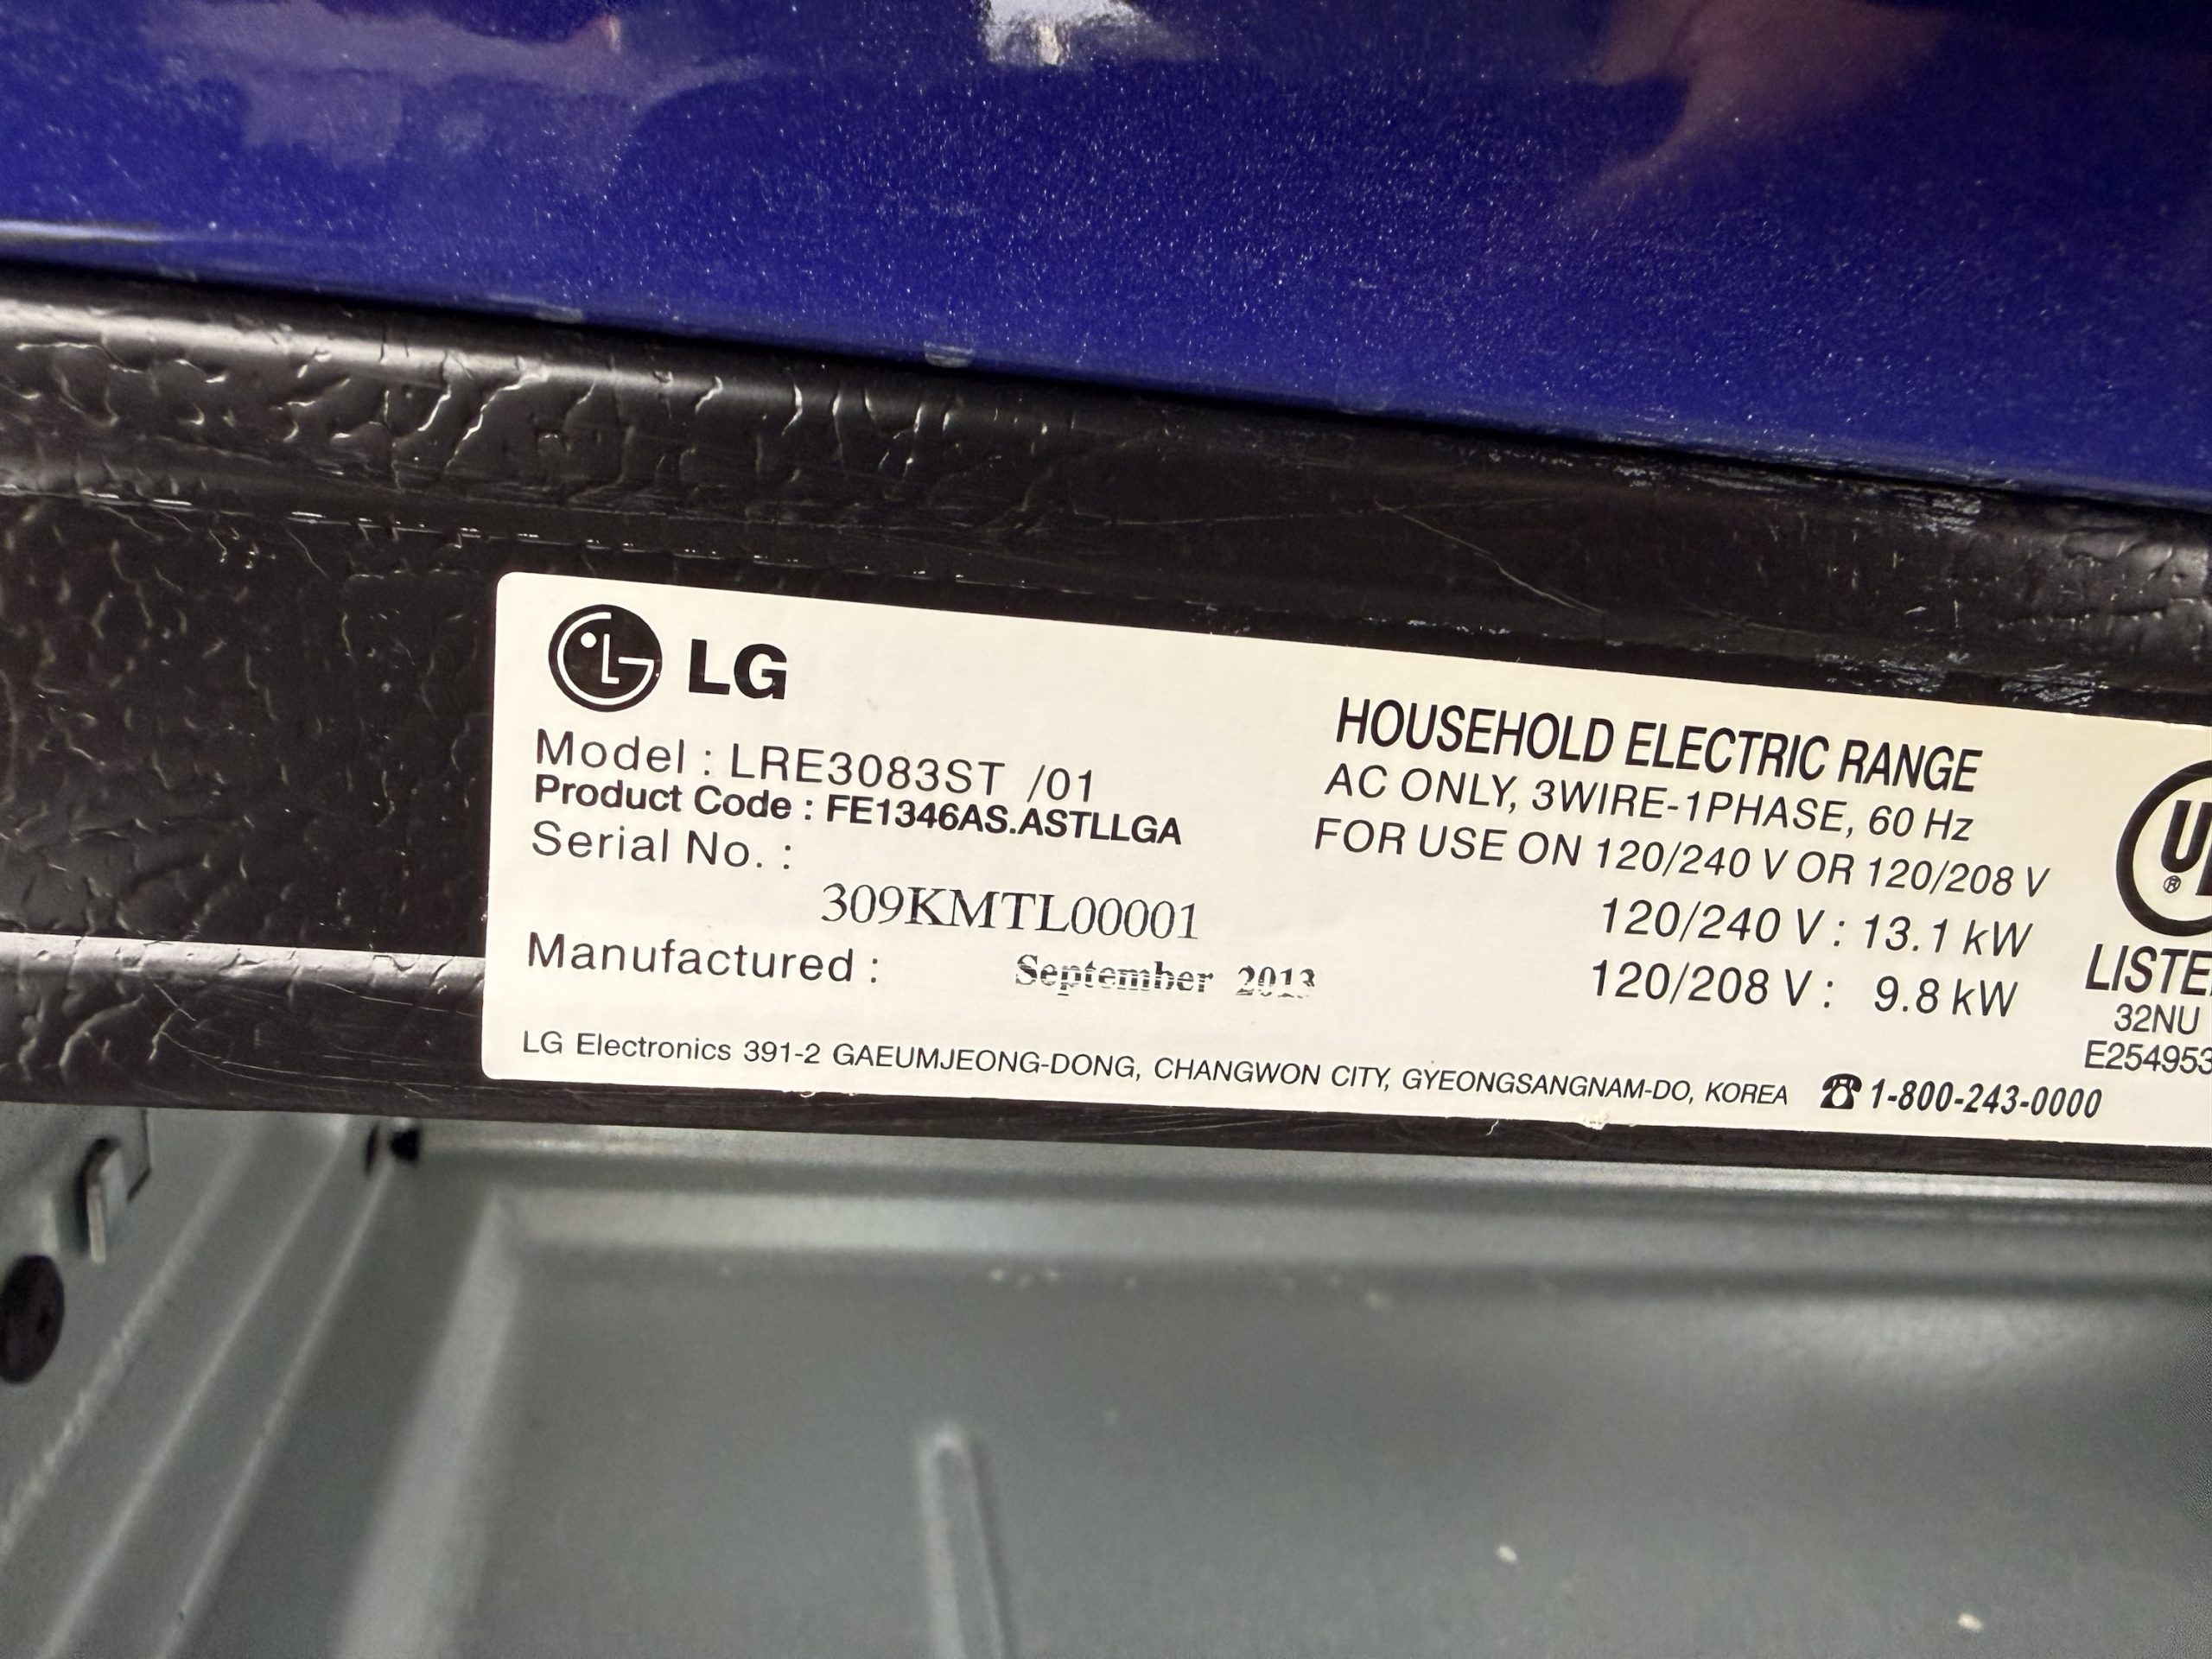 LG
Model : LRE3083ST /01
Product Code : FE1346AS.ASTLLGA
Serial No. :
309KMTL00001
Manufactured : September 2013
HOUSEHOLD ELECTRIC RANGE
AC ONLY, 3WIRE-1PHASE, 60 Hz
FOR USE ON 120/240 V OR 120/208 V
120/240 V : 13.1 kW
120/208 V : 9.8 kW
LG Electronics 391-2 GAEUMJEONG-DONG, CHANGWON CITY, GYEONGSANGNAM-DO, KOREA ☎ 1-800-243-0000
®
32NU
E254953